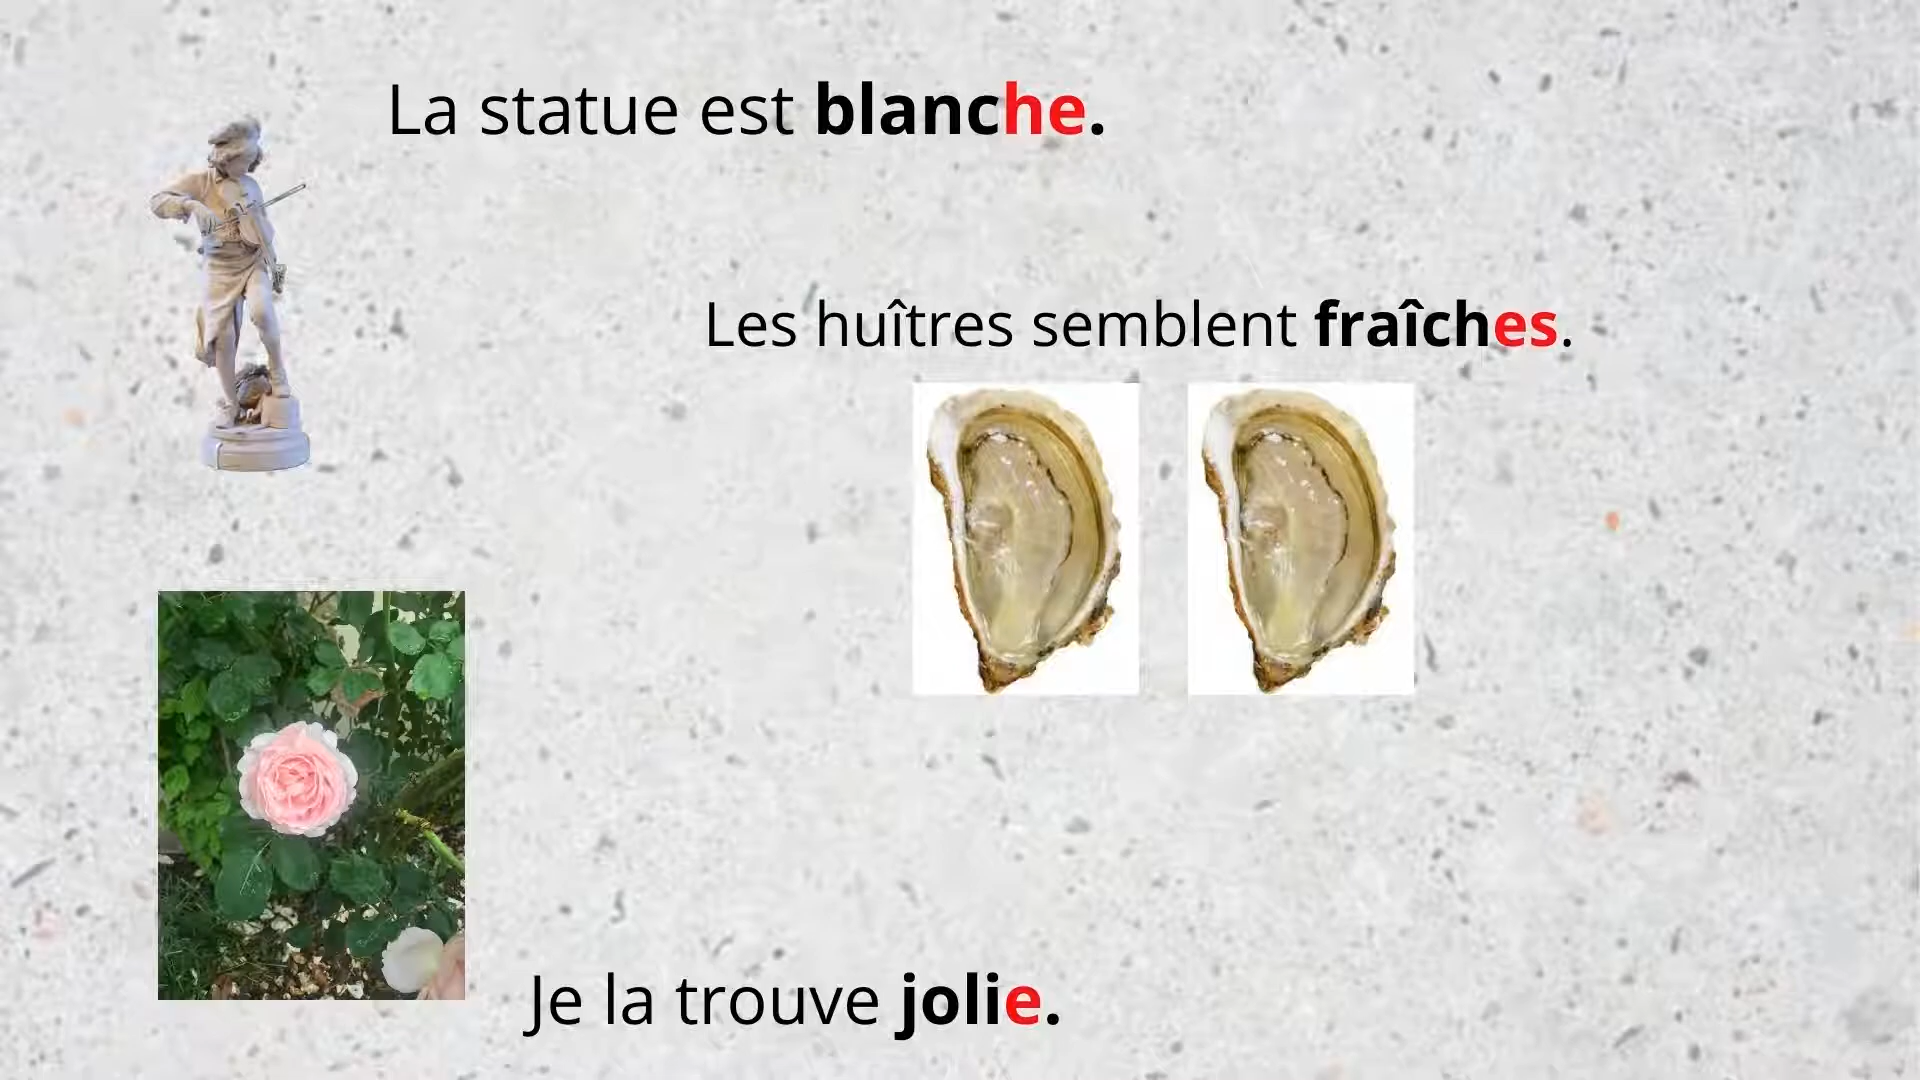 La statue est blanche.
Les huîtres semblent fraîches.
Je la trouve jolie.